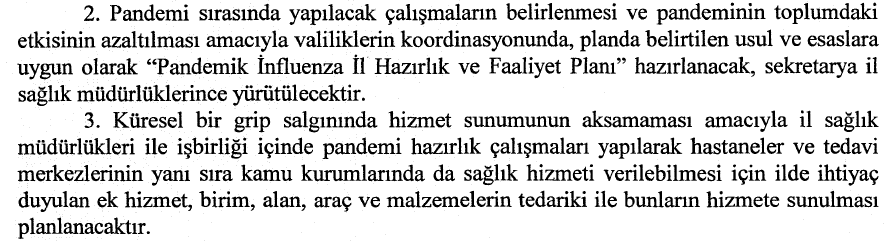 2. Pandemi sırasında yapılacak çalışmaların belirlenmesi ve pandeminin toplumdaki
etkisinin azaltılması amacıyla valiliklerin koordinasyonunda, planda belirtilen usul ve esaslara
uygun olarak “Pandemik İnfluenza İl Hazırlık ve Faaliyet Planı” hazırlanacak, sekretarya il
sağlık müdürlüklerince yürütülecektir.
3. Küresel bir grip salgınında hizmet sunumunun aksamaması amacıyla il sağlık
müdürlükleri ile işbirliği içinde pandemi hazırlık çalışmaları yapılarak hastaneler ve tedavi
merkezlerinin yanı sıra kamu kurumlarında da sağlık hizmeti verilebilmesi için ilde ihtiyaç
duyulan ek hizmet, birim, alan, araç ve malzemelerin tedariki ile bunların hizmete sunulması
planlanacaktır.